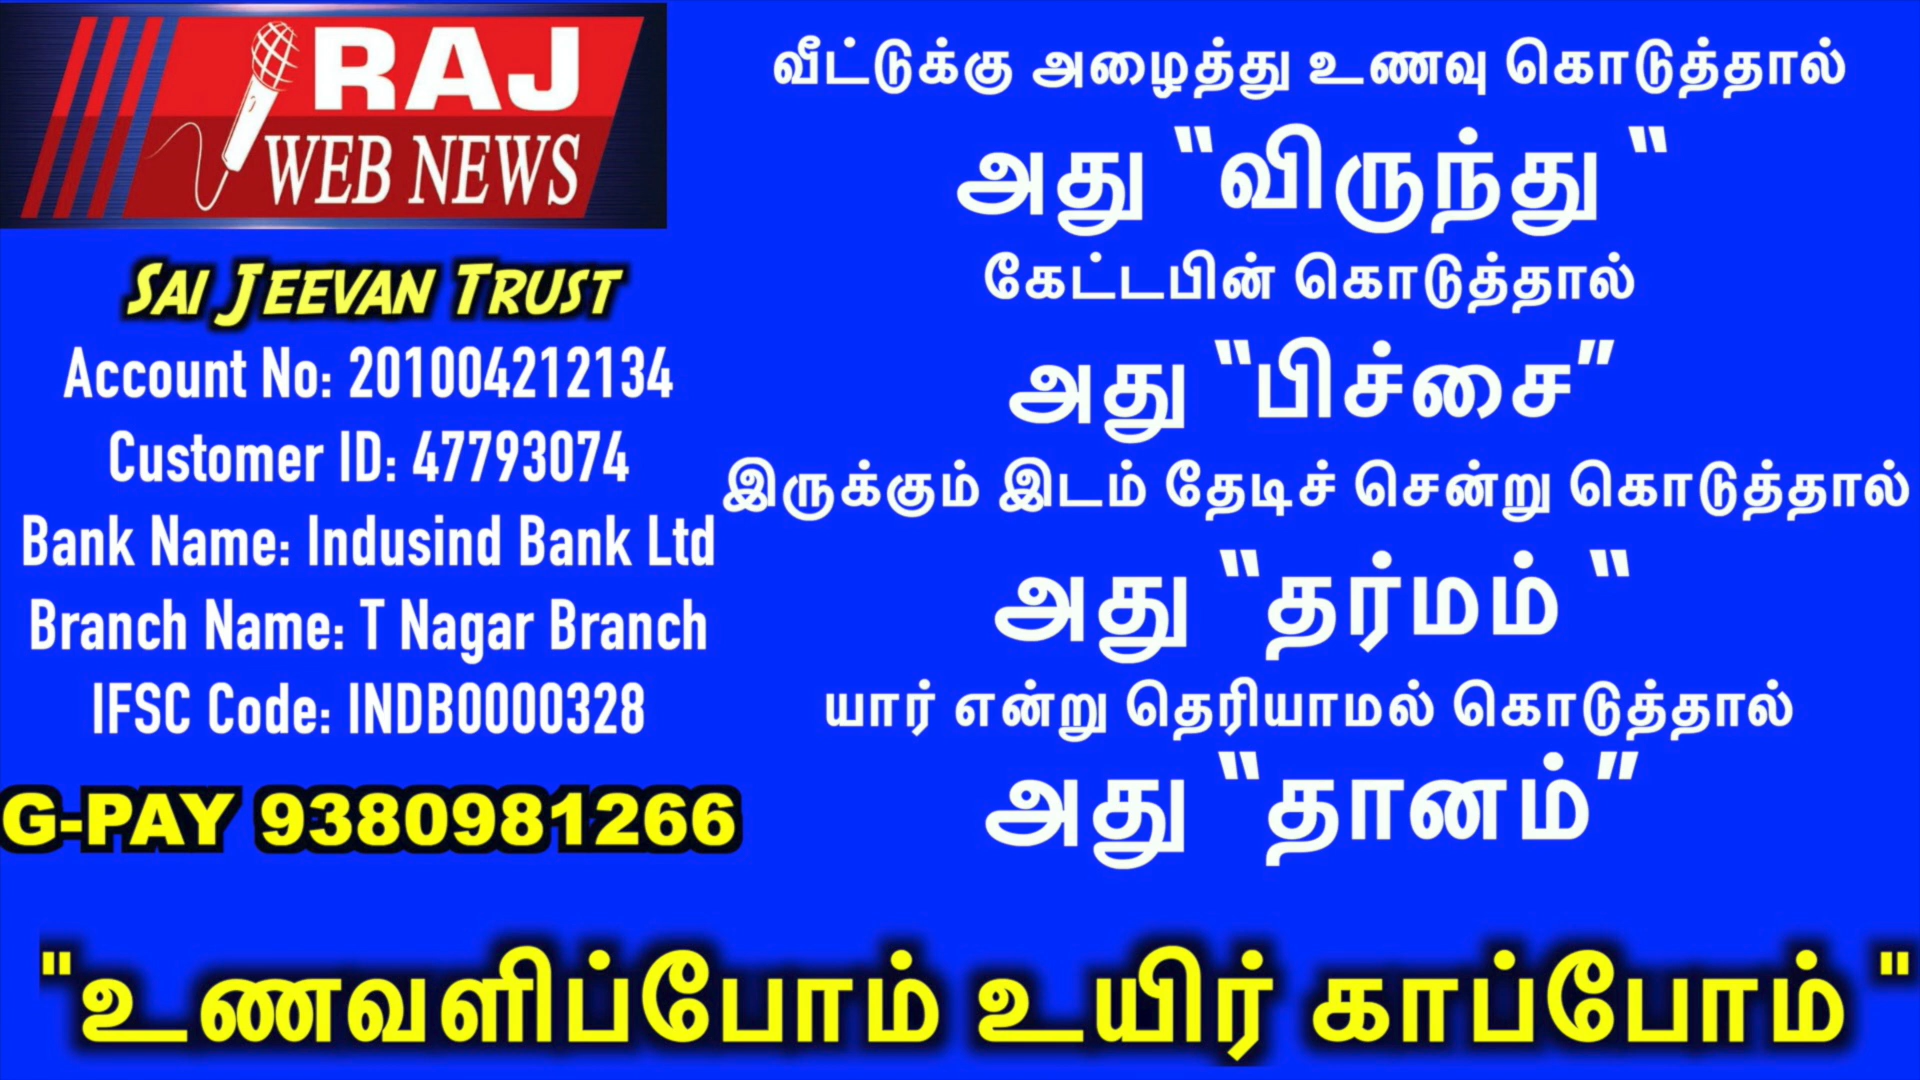 RAJ
WEB NEWS
SAI JEEVAN TRUST
Account No: 201004212134
Customer ID: 47793074
Bank Name: Indusind Bank Ltd
Branch Name: T Nagar Branch
IFSC Code: INDB0000328
G-PAY 9380981266
வீட்டுக்கு அழைத்து உணவு கொடுத்தால்
அது "விருந்து "
கேட்டபின் கொடுத்தால்
அது "பிச்சை"
இருக்கும் இடம் தேடிச் சென்று கொடுத்தால்
அது "தர்மம் "
யார் என்று தெரியாமல் கொடுத்தால்
அது "தானம்"
"உணவளிப்போம் உயிர் காப்போம் "